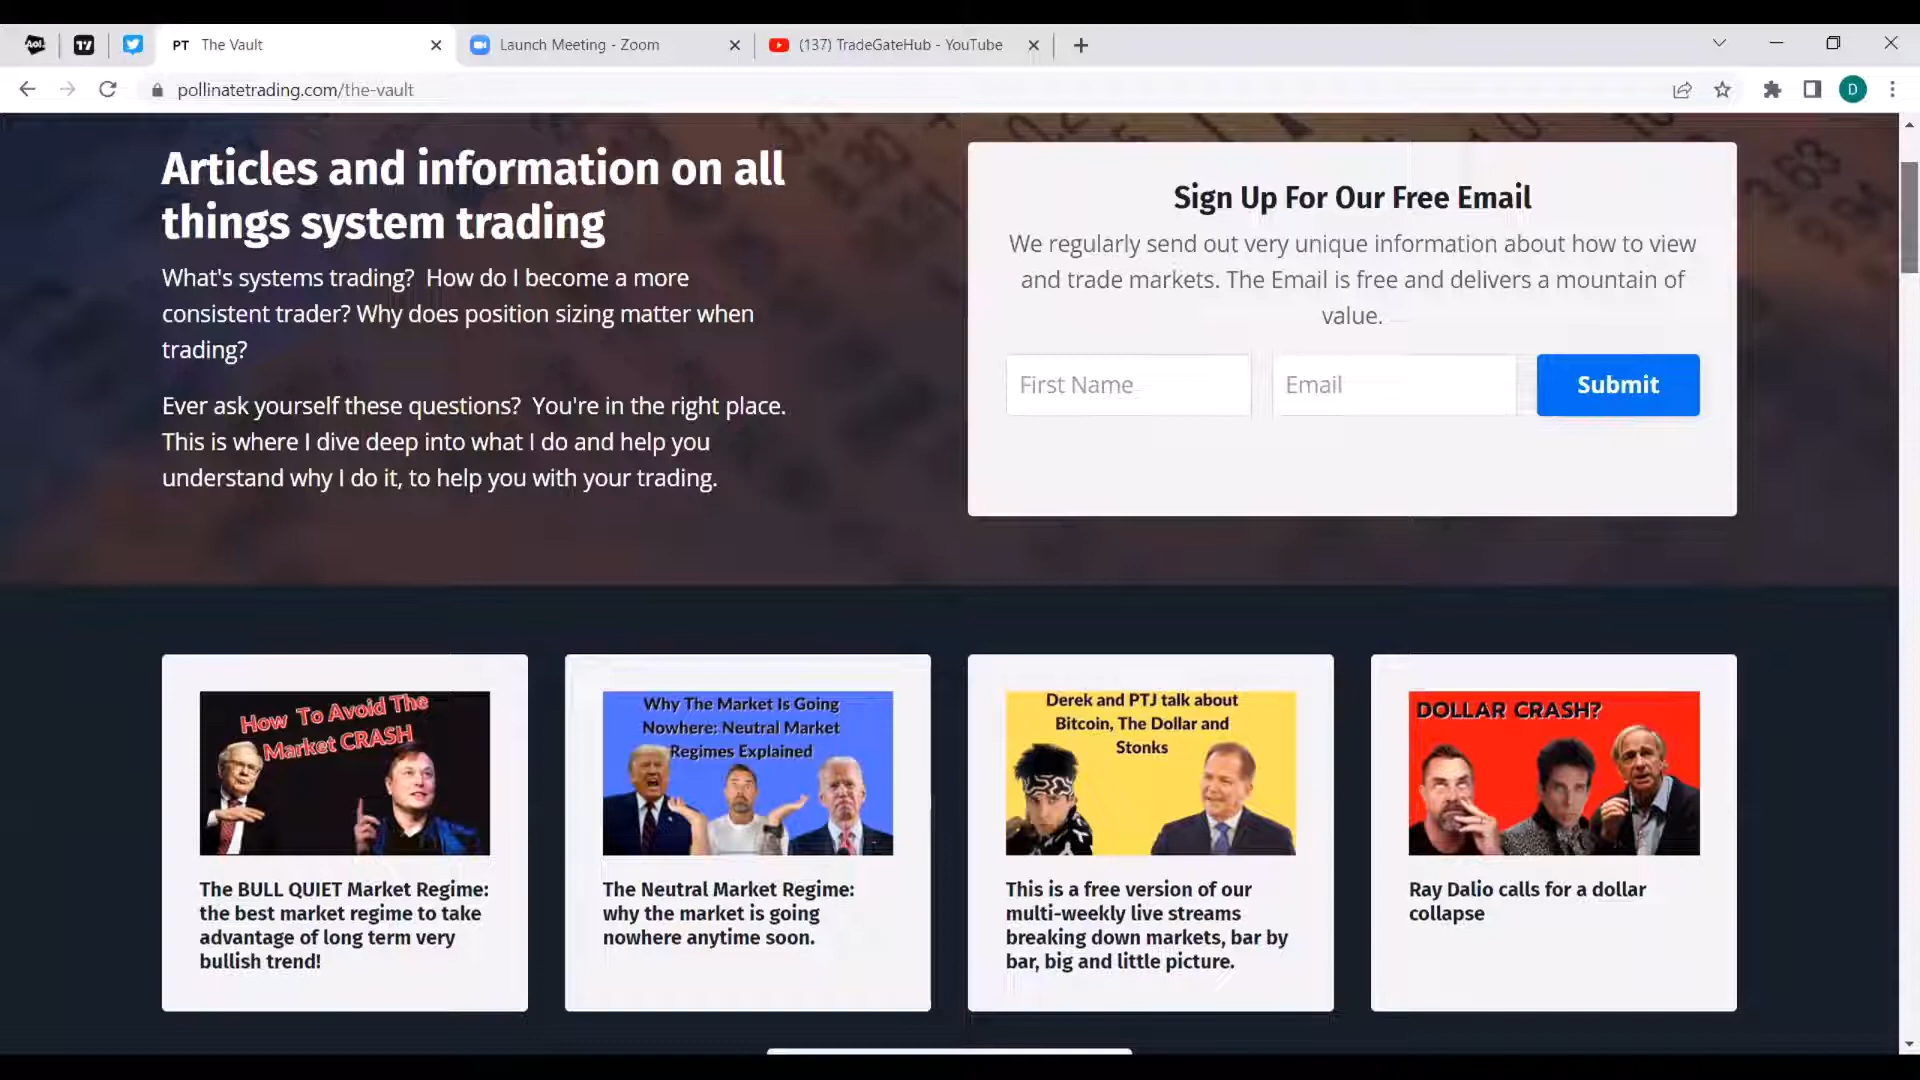 Aol.
PT The Vault
Launch Meeting - Zoom
(137) TradeGateHub - YouTube
pollinatetrading.com/the-vault
D
Articles and information on all
things system trading
What's systems trading?  How do I become a more
consistent trader? Why does position sizing matter when
trading?
Ever ask yourself these questions?  You're in the right place.
This is where I dive deep into what I do and help you
understand why I do it, to help you with your trading.
Sign Up For Our Free Email
We regularly send out very unique information about how to view
and trade markets. The Email is free and delivers a mountain of
value.
First Name
Email
Submit
How To Avoid The
Market CRASH
The BULL QUIET Market Regime:
the best market regime to take
advantage of long term very
bullish trend!
Why The Market Is Going
Nowhere: Neutral Market
Regimes Explained
The Neutral Market Regime:
why the market is going
nowhere anytime soon.
Derek and PTJ talk about
Bitcoin, The Dollar and
Stonks
This is a free version of our
multi-weekly live streams
breaking down markets, bar by
bar, big and little picture.
DOLLAR CRASH?
Ray Dalio calls for a dollar
collapse